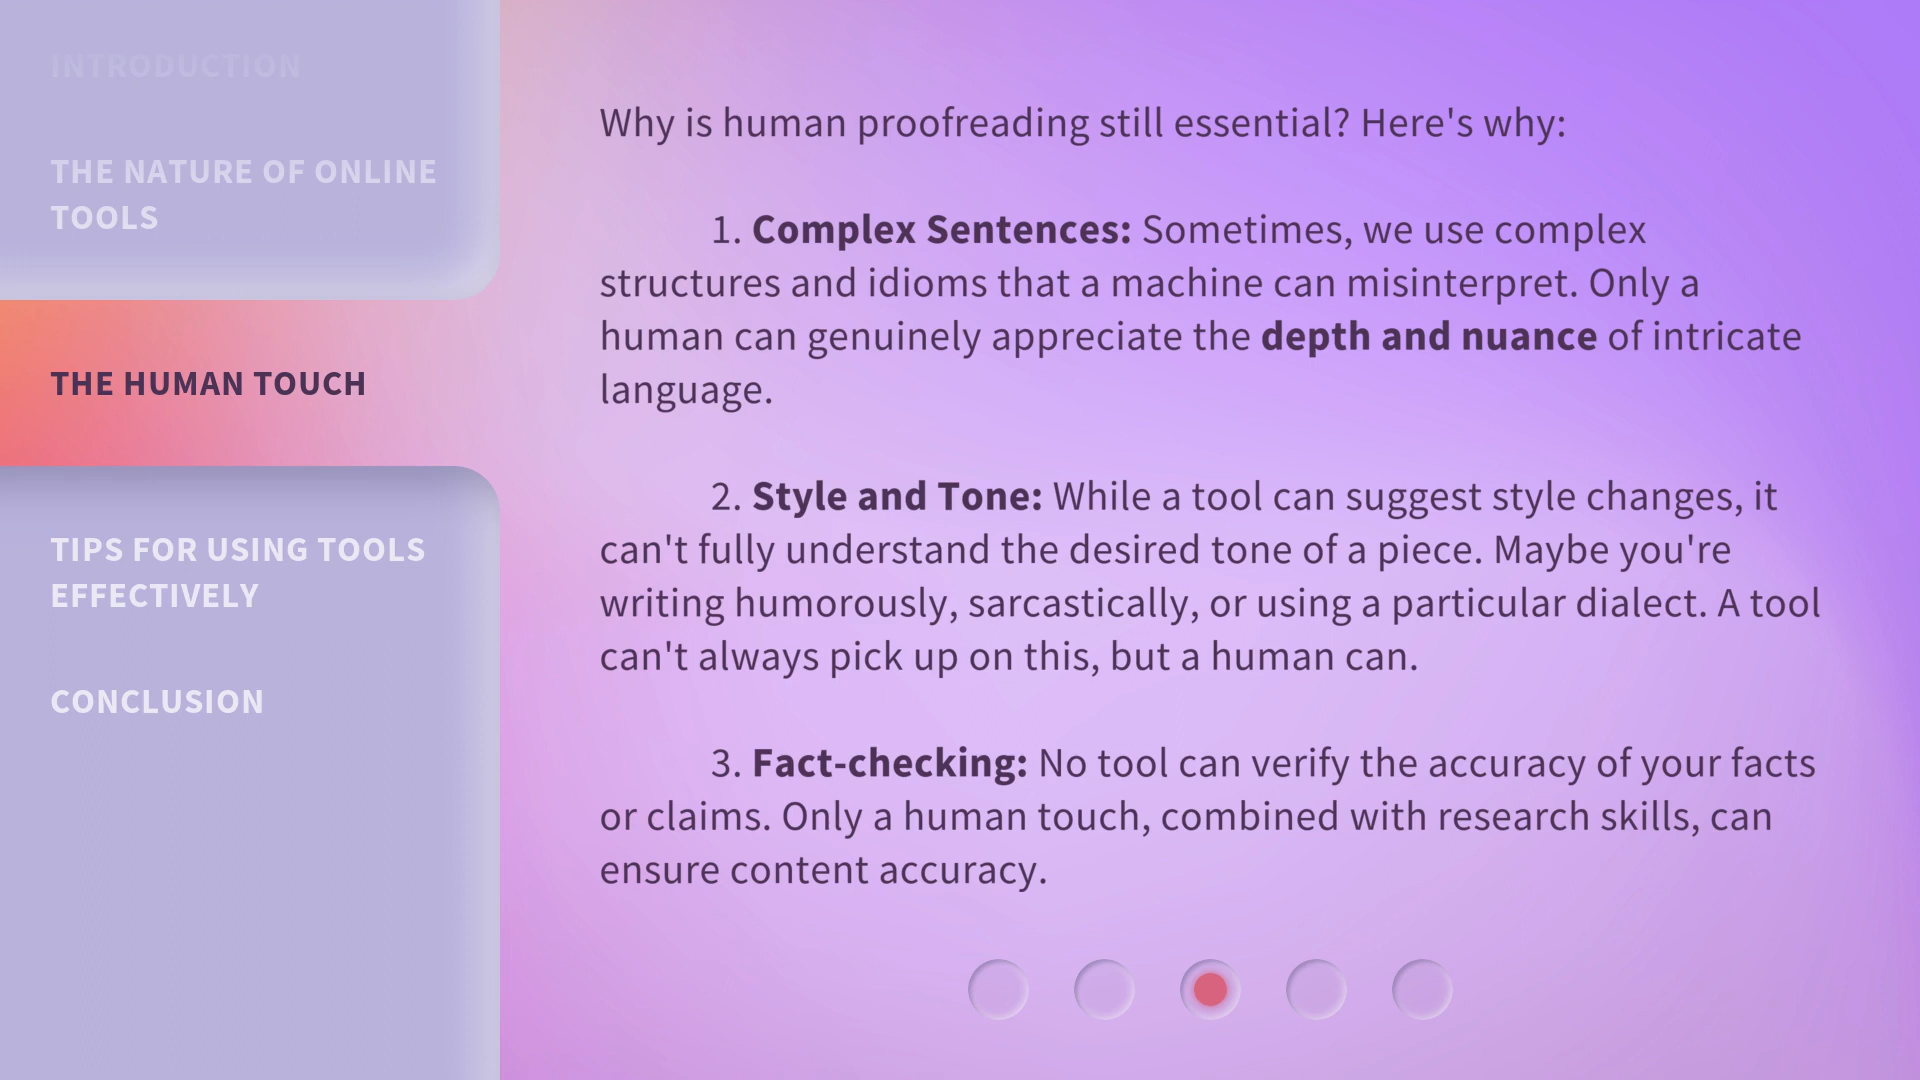 INTRODUCTION
THE NATURE OF ONLINE
TOOLS
THE HUMAN TOUCH
TIPS FOR USING TOOLS
EFFECTIVELY
CONCLUSION
Why is human proofreading still essential? Here's why:
1. Complex Sentences: Sometimes, we use complex
structures and idioms that a machine can misinterpret. Only a
human can genuinely appreciate the depth and nuance of intricate
language.
2. Style and Tone: While a tool can suggest style changes, it
can't fully understand the desired tone of a piece. Maybe you're
writing humorously, sarcastically, or using a particular dialect. A tool
can't always pick up on this, but a human can.
3. Fact-checking: No tool can verify the accuracy of your facts
or claims. Only a human touch, combined with research skills, can
ensure content accuracy.